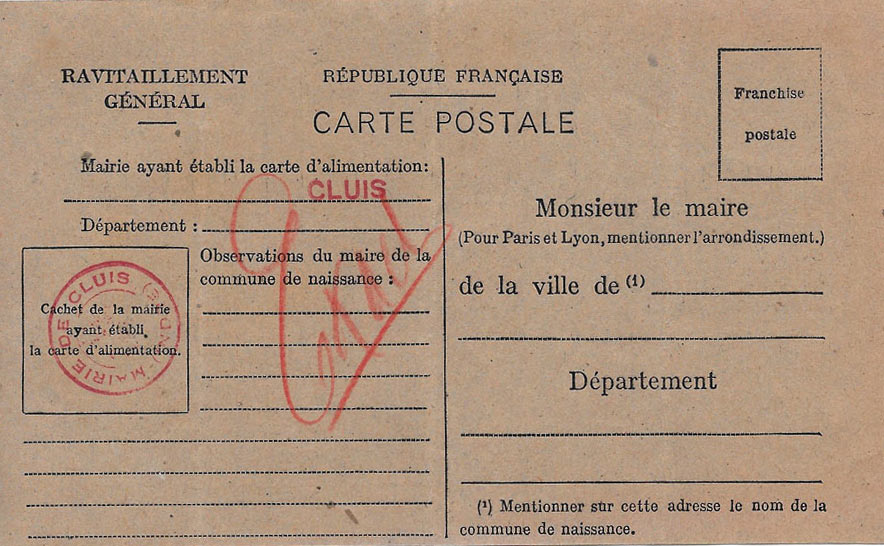 RAVITAILLEMENT
GÉNÉRAL
RÉPUBLIQUE FRANÇAISE
CARTE POSTALE
Franchise
postale
Mairie ayant établi la carte d'alimentation:
CLUIS
Département :
Observations du maire de la
commune de naissance :
MAIRIE DE CLUIS (INDRE)
Cachet de la mairie
ayant établi
la carte d'alimentation.
Exact
Monsieur le maire
(Pour Paris et Lyon, mentionner l'arrondissement.)
de la ville de (1)
Département
(1) Mentionner sur cette adresse le nom de la
commune de naissance.